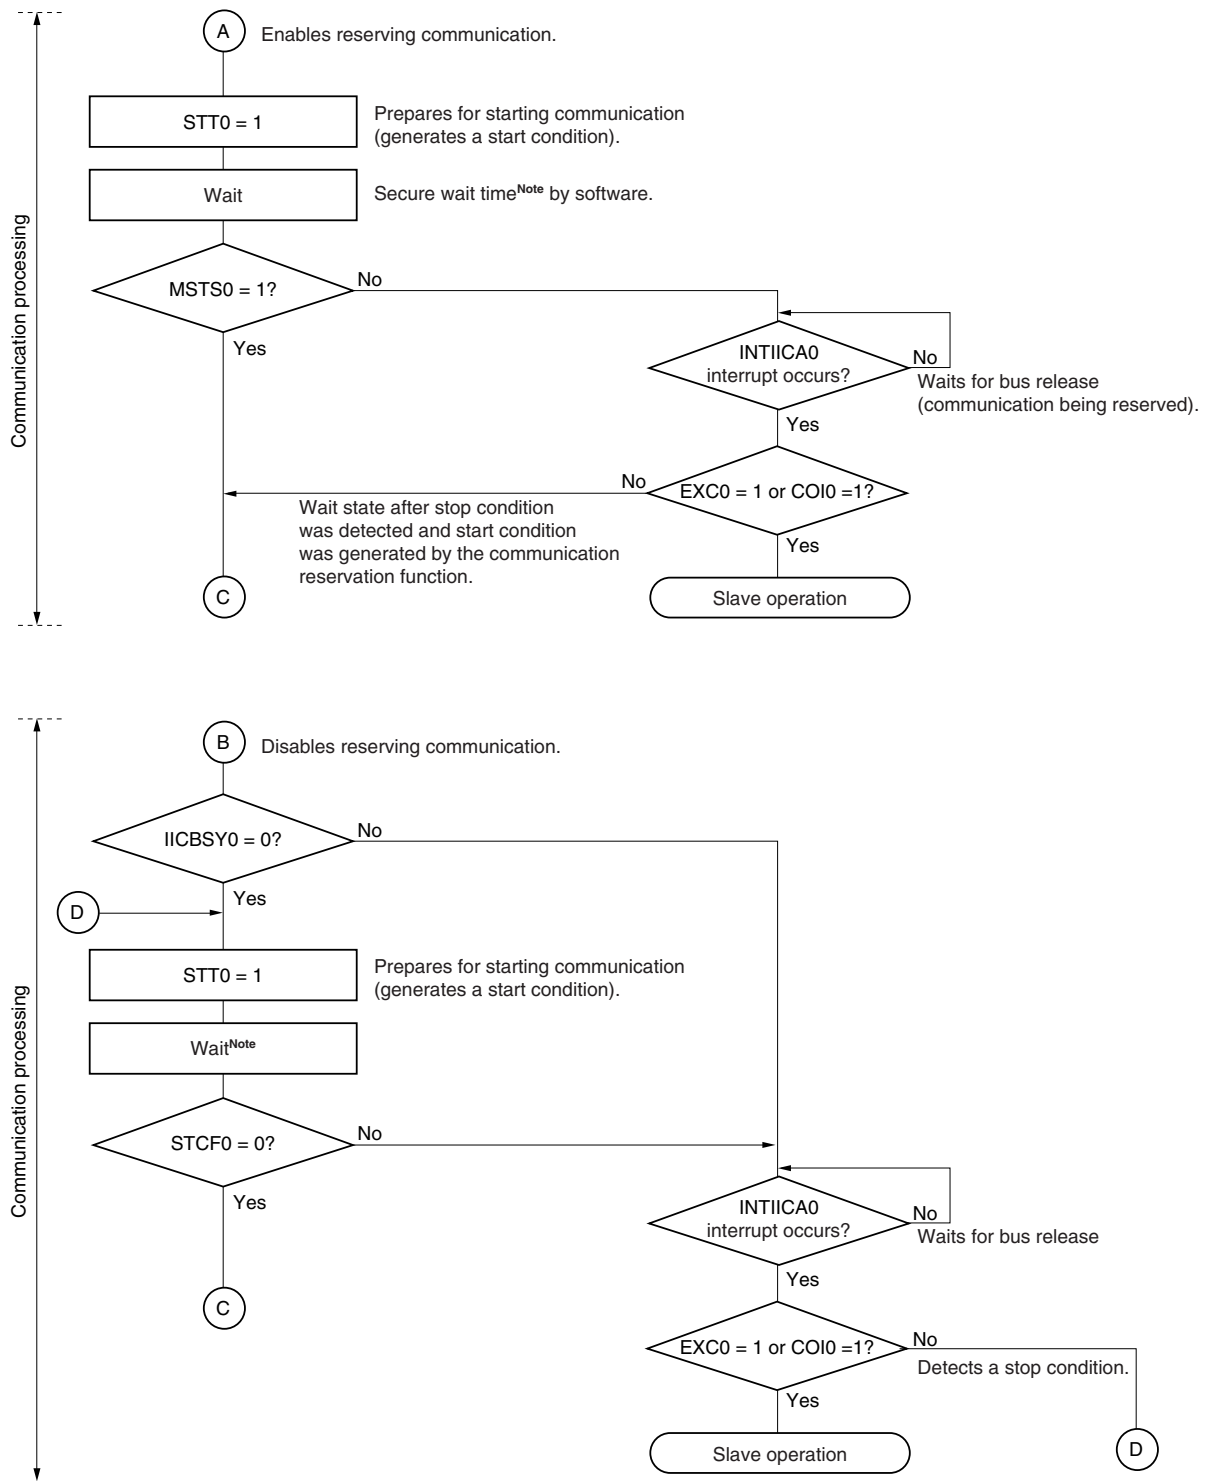 A
Enables reserving communication.
STT0 = 1
Prepares for starting communication
(generates a start condition).
Wait
Secure wait timeNote by software.
MSTS0 = 1?
No
Yes
INTIICA0
interrupt occurs?
No
Waits for bus release
(communication being reserved).
Yes
EXC0 = 1 or COI0 =1?
No
Wait state after stop condition
was detected and start condition
was generated by the communication
reservation function.
Yes
C
Slave operation
Communication processing
B
Disables reserving communication.
IICBSY0 = 0?
No
Yes
D
STT0 = 1
Prepares for starting communication
(generates a start condition).
WaitNote
STCF0 = 0?
No
Yes
INTIICA0
interrupt occurs?
No
Waits for bus release
Yes
C
EXC0 = 1 or COI0 =1?
No
Detects a stop condition.
Yes
Slave operation
D
Communication processing